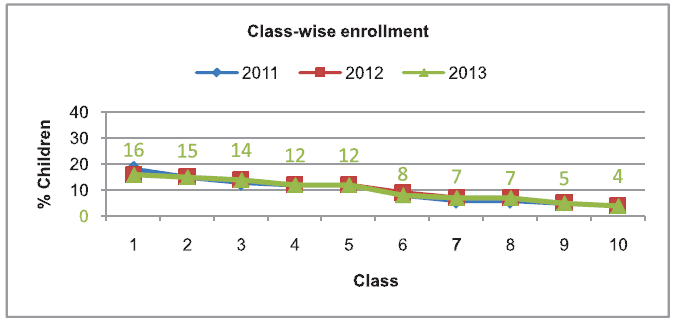 Class-wise enrollment
2011 2012 2013
% Children
40
30
20
10
0
16 15 14 12 12 8 7 7 5 4
1 2 3 4 5 6 7 8 9 10
Class